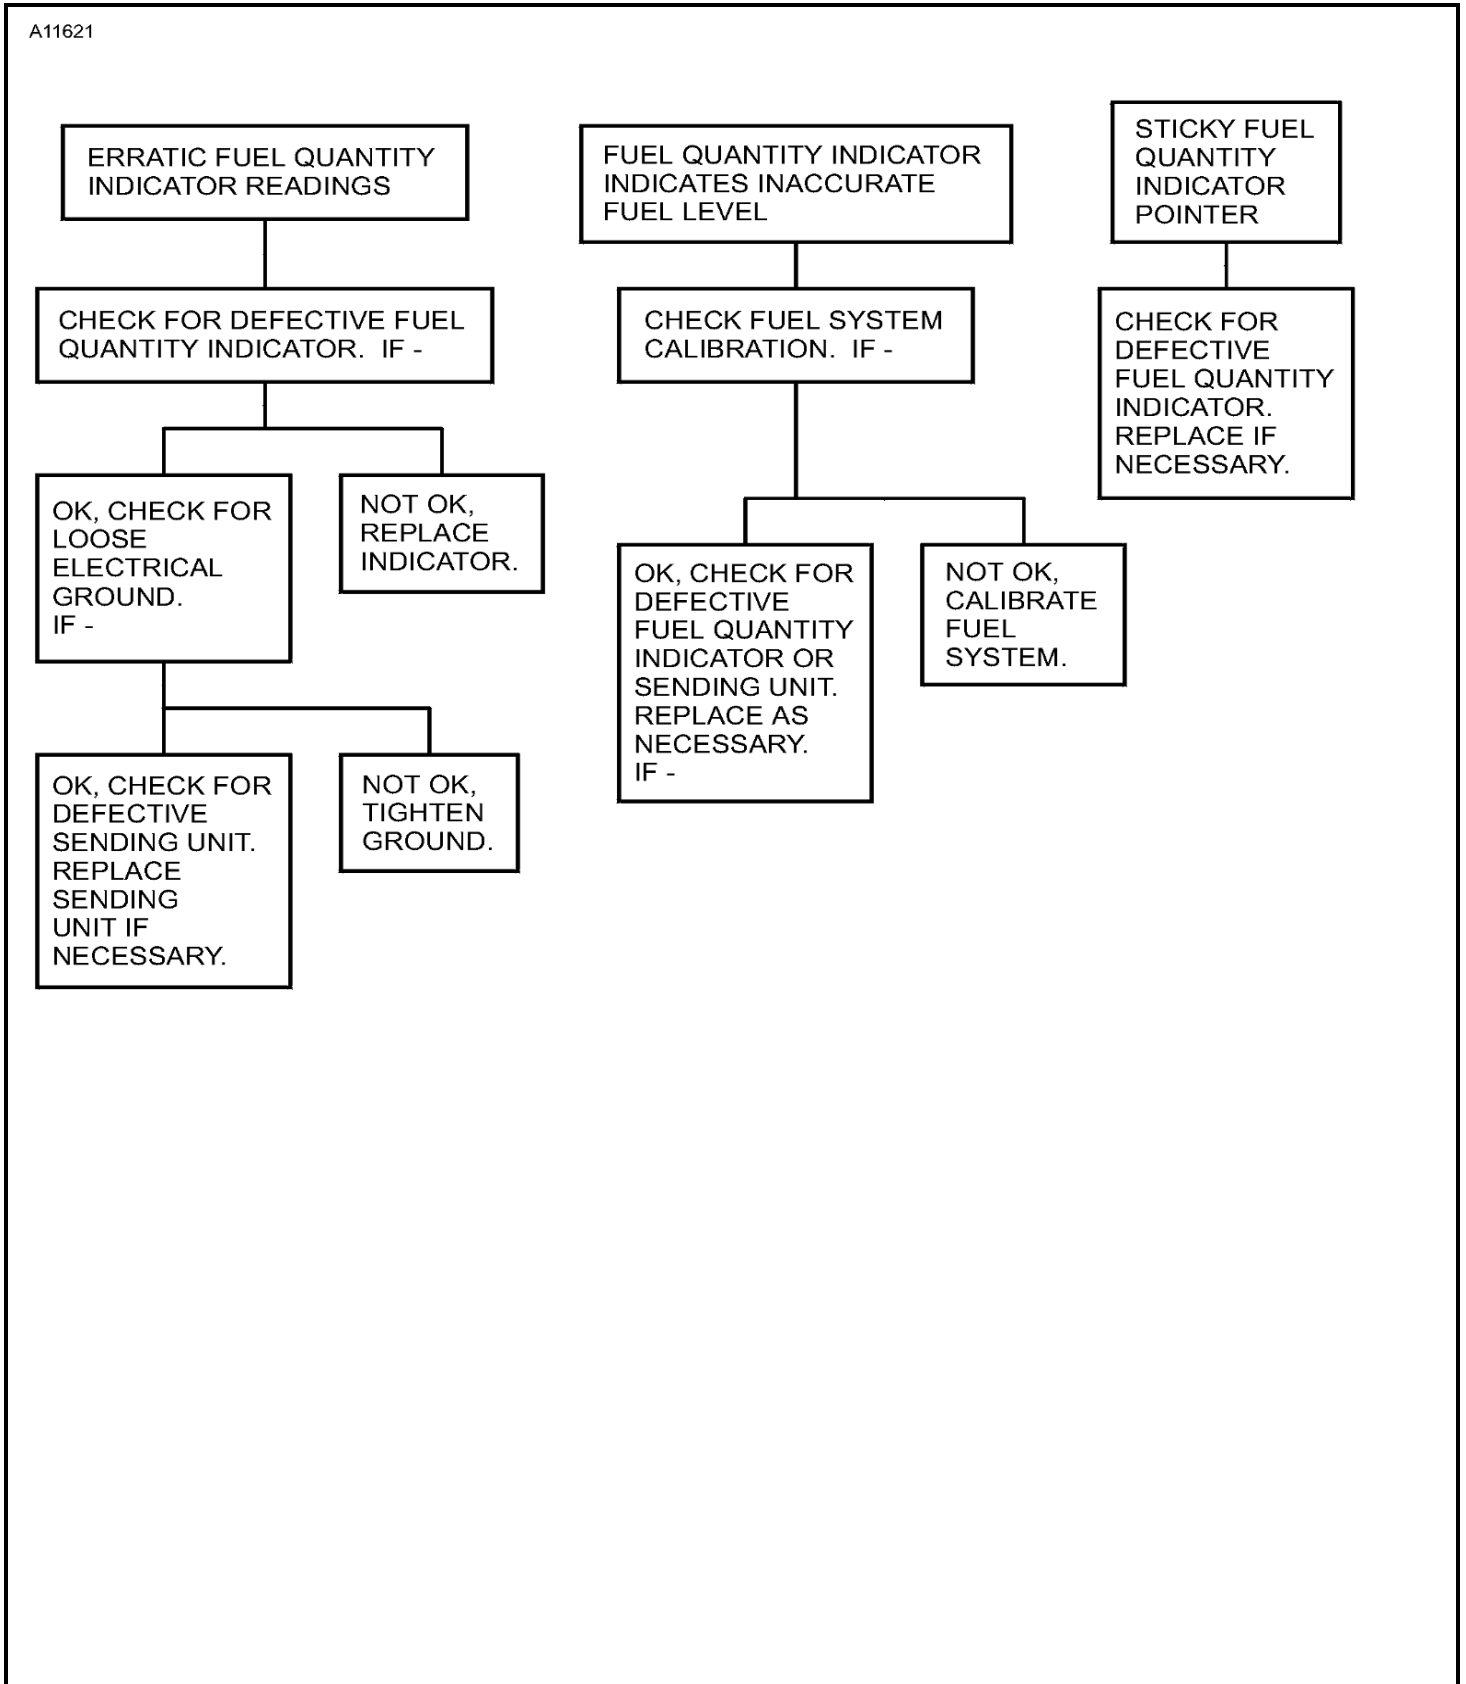 A11621
ERRATIC FUEL QUANTITY
INDICATOR READINGS
CHECK FOR DEFECTIVE FUEL
QUANTITY INDICATOR.  IF -
OK, CHECK FOR
LOOSE
ELECTRICAL
GROUND.
IF -
NOT OK,
REPLACE
INDICATOR.
OK, CHECK FOR
DEFECTIVE
SENDING UNIT.
REPLACE
SENDING
UNIT IF
NECESSARY.
NOT OK,
TIGHTEN
GROUND.
FUEL QUANTITY INDICATOR
INDICATES INACCURATE
FUEL LEVEL
CHECK FUEL SYSTEM
CALIBRATION.  IF -
OK, CHECK FOR
DEFECTIVE
FUEL QUANTITY
INDICATOR OR
SENDING UNIT.
REPLACE AS
NECESSARY.
IF -
NOT OK,
CALIBRATE
FUEL
SYSTEM.
STICKY FUEL
QUANTITY
INDICATOR
POINTER
CHECK FOR
DEFECTIVE
FUEL QUANTITY
INDICATOR.
REPLACE IF
NECESSARY.